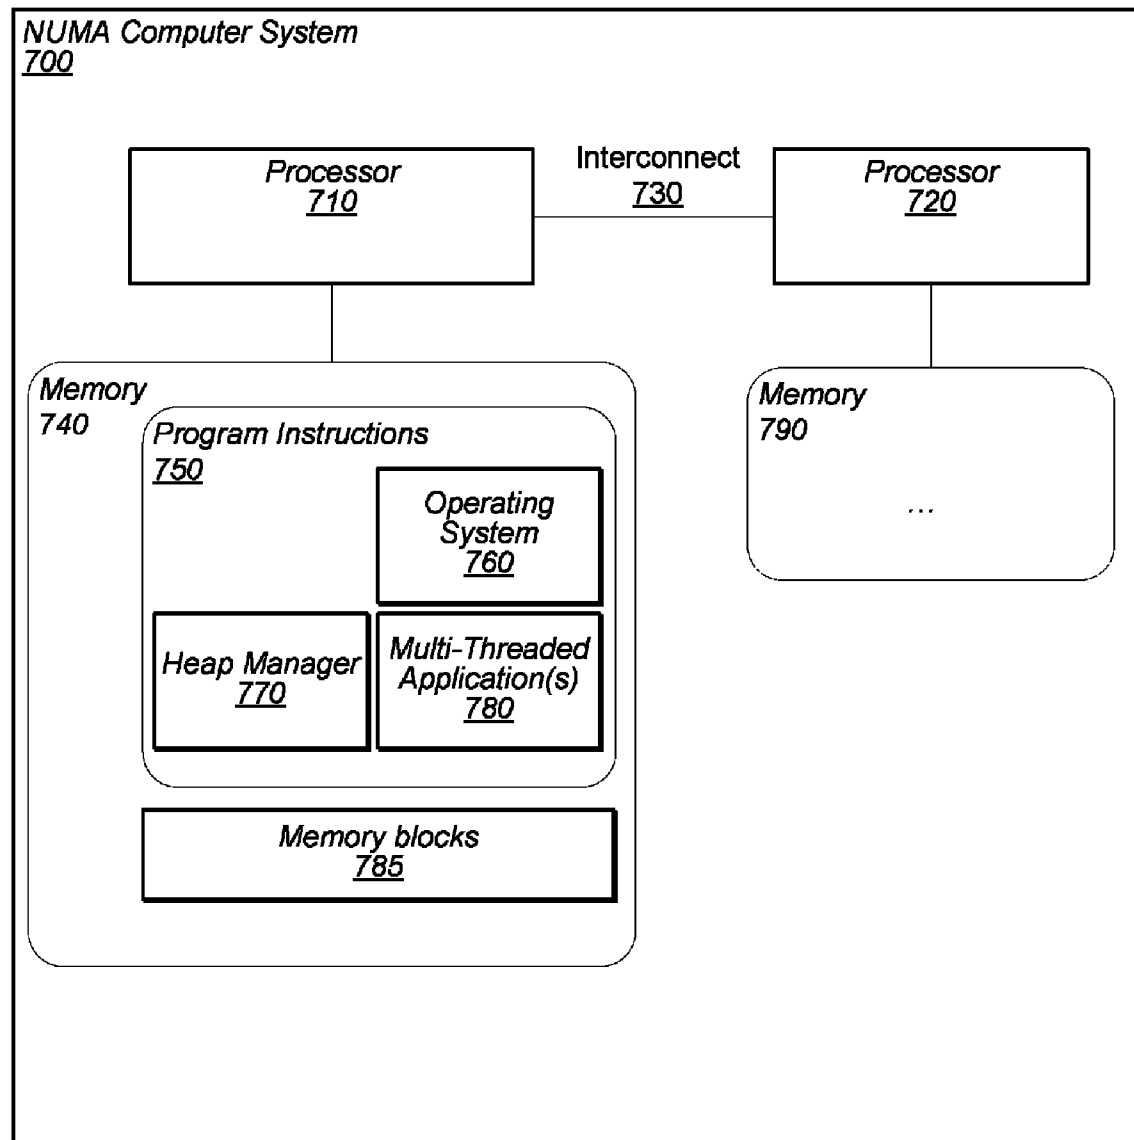 NUMA Computer System
700
Processor
710
Interconnect
730
Processor
720
Memory
740
Program Instructions
750
Operating
System
760
Heap Manager
770
Multi-Threaded
Application(s)
780
Memory blocks
785
Memory
790
...